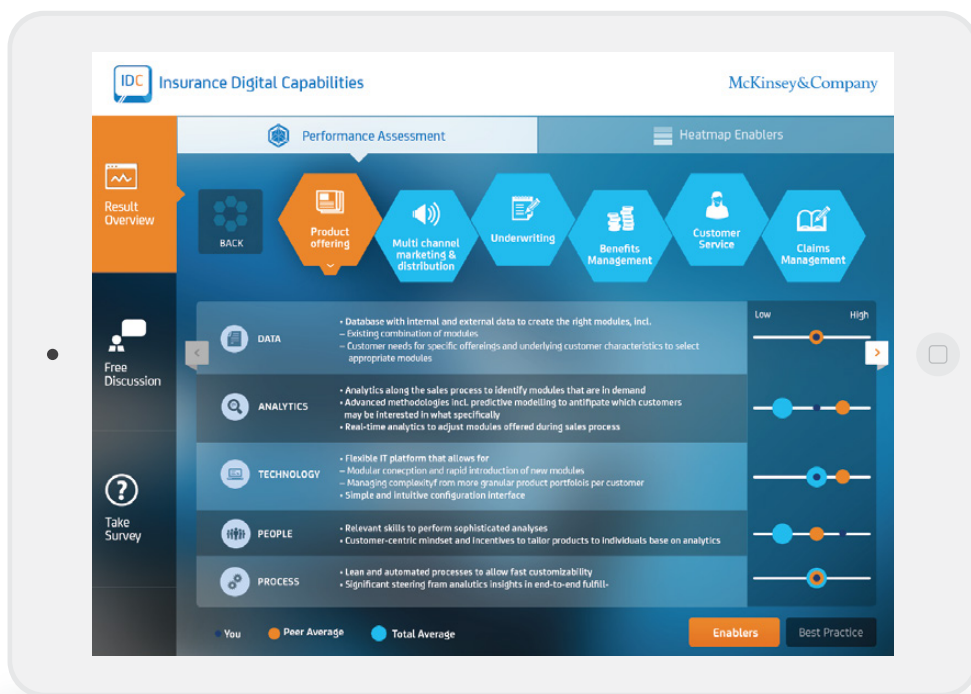 IDC Insurance Digital Capabilities
McKinsey&Company
Performance Assessment
Heatmap Enablers
Result
Overview
Free
Discussion
Take
Survey
BACK
Product
offering
Multi channel
marketing &
distribution
Underwriting
Benefits
Management
Customer
Service
Claims
Management
Low
High
DATA
• Database with internal and external data to create the right modules, incl.
– Existing combination of modules
– Customer needs for specific offereings and underlying customer characteristics to select
appropriate modules
ANALYTICS
• Analytics along the sales process to identify modules that are in demand
• Advanced methodologies incl. predictive modelling to antifipate which customers
may be interested in what specifically
• Real-time analytics to adjust modules offered during sales process
TECHNOLOGY
• Flexible IT platform that allows for
– Modular conecption and rapid introduction of new modules
– Managing complexityf rom more granular product portfolois per customer
• Simple and intuitive configuration interface
PEOPLE
• Relevant skills to perform sophisticated analyses
• Customer-centric mindset and incentives to tailor products to individuals base on analytics
PROCESS
• Lean and automated processes to allow fast customizability
• Significant steering fram analutics insights in end-to-end fulfill-
You
Peer Average
Total Average
Enablers
Best Practice